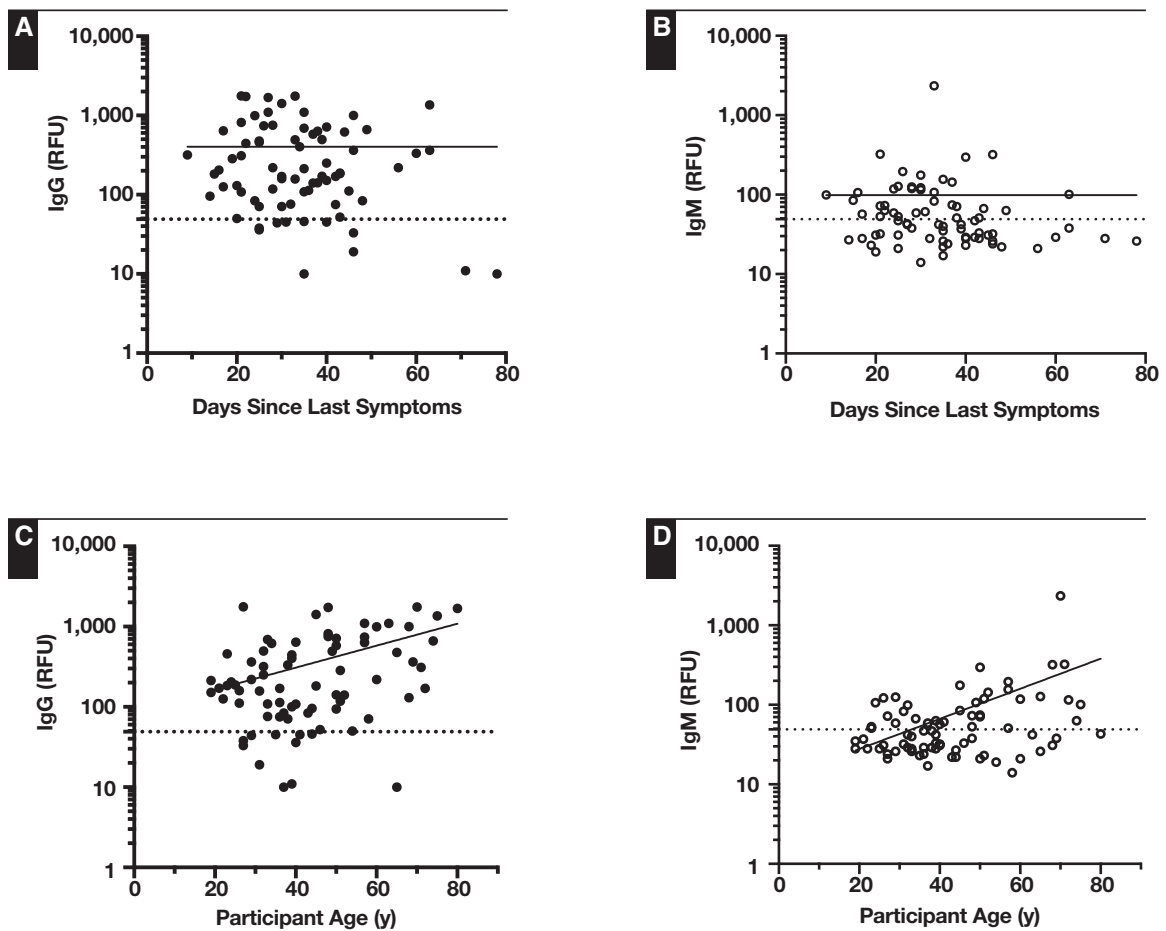 A
10,000
1,000
100
10
1
IgG (RFU)
0 20 40 60 80
Days Since Last Symptoms
B
10,000
1,000
100
10
1
IgM (RFU)
0 20 40 60 80
Days Since Last Symptoms
C
10,000
1,000
100
10
1
IgG (RFU)
0 20 40 60 80
Participant Age (y)
D
10,000
1,000
100
10
1
IgM (RFU)
0 20 40 60 80
Participant Age (y)